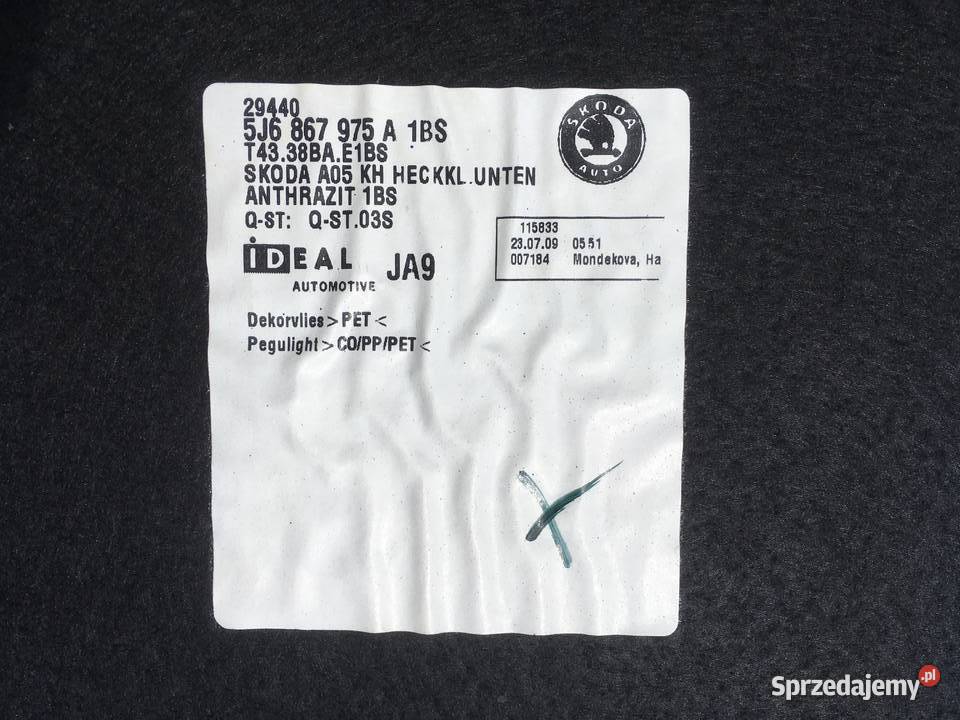 29440
5J6 867 975 A 1BS
T43.38BA.E1BS
SKODA A05 KH HECKKL.UNTEN
ANTHRAZIT 1BS
Q-ST: Q-ST.03S
iDEAL JA9
AUTOMOTIVE
SKODA
AUTO
115833
23.07.09 0551
007184 Mondekova, Ha
Dekorvlies>PET<
Pegulight>CO/PP/PET<
Sprzedajemy.pl